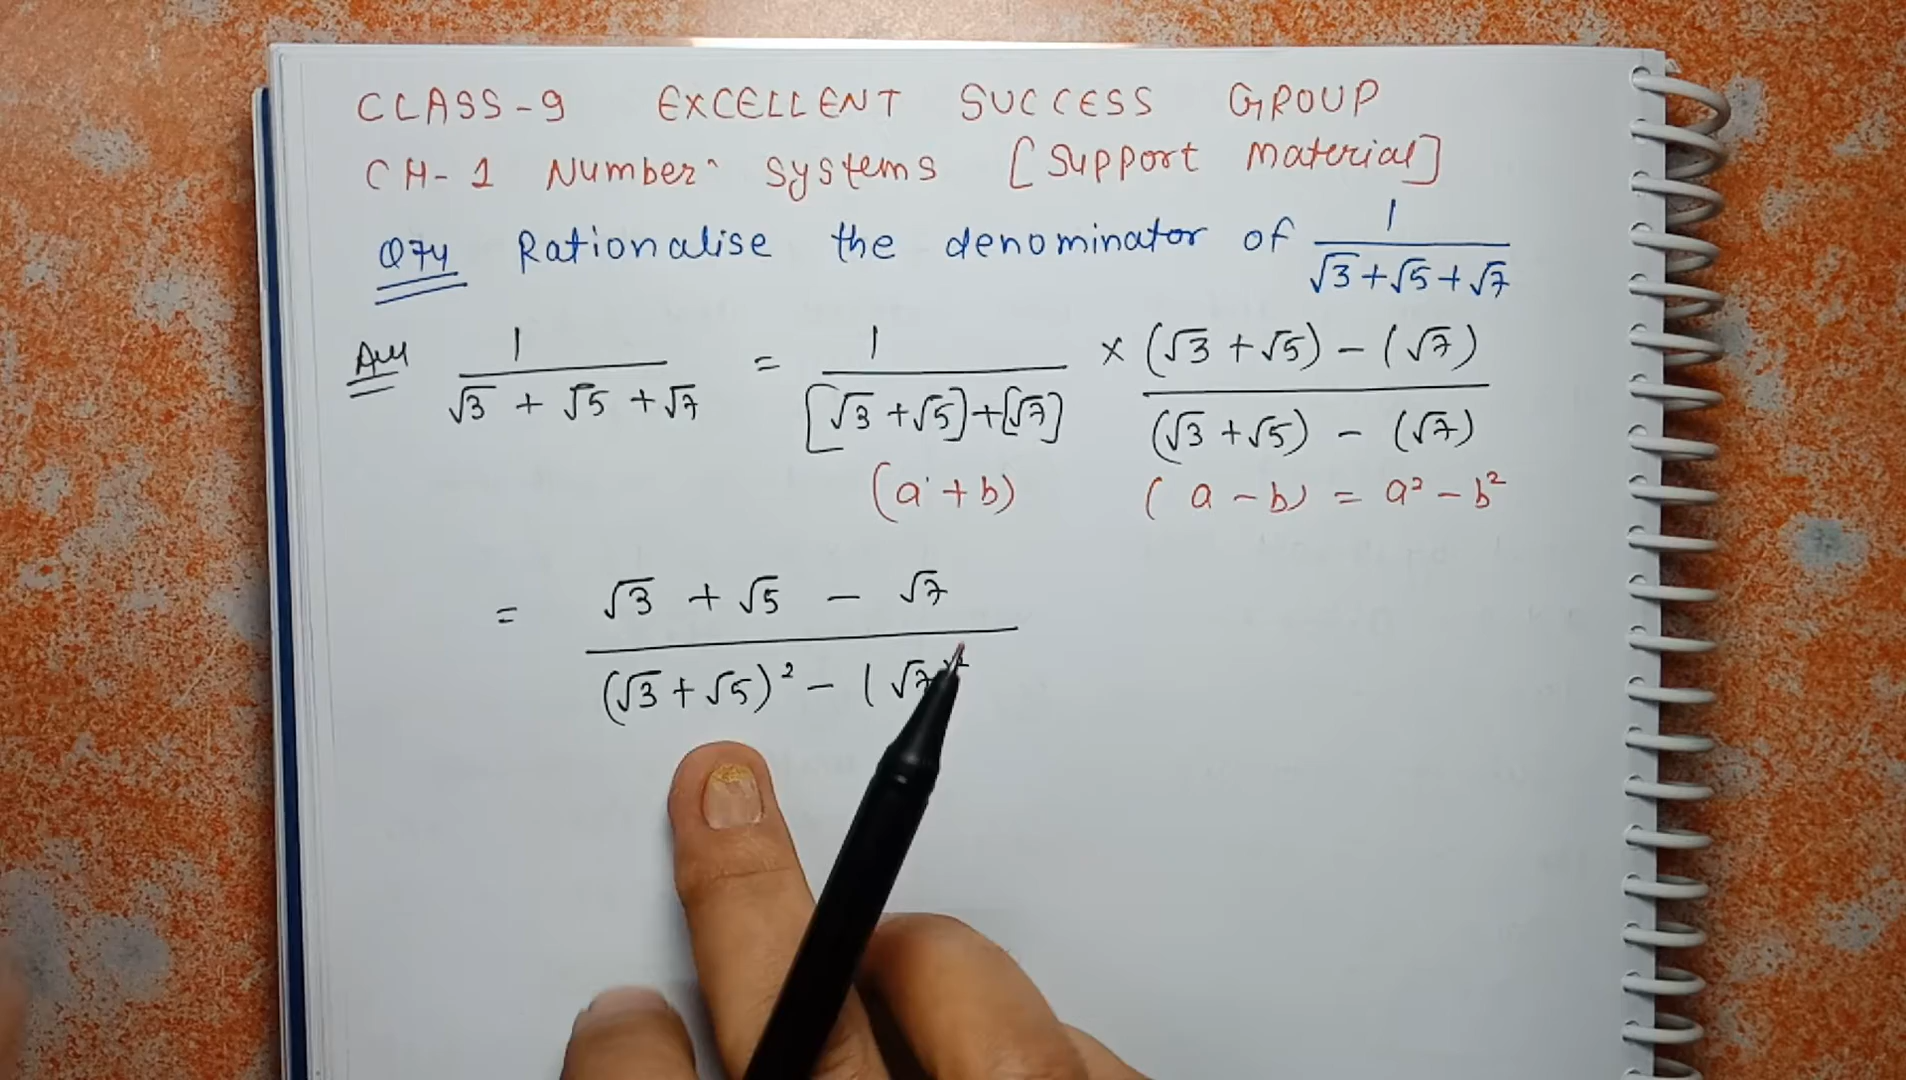 CLASS-9 EXCELLENT SUCCESS GROUP
CH-1 Number Systems [Support Material]
Q74 Rationalise the denominator of 1/(√3+√5+√7)
Ans 1/(√3 + √5 + √7) = 1/([√3+√5]+[√7]) × ((√3+√5) - (√7))/((√3+√5) - (√7))
(a + b) (a - b) = a² - b²
= (√3 + √5 - √7)/((√3+√5)² - (√7)²)